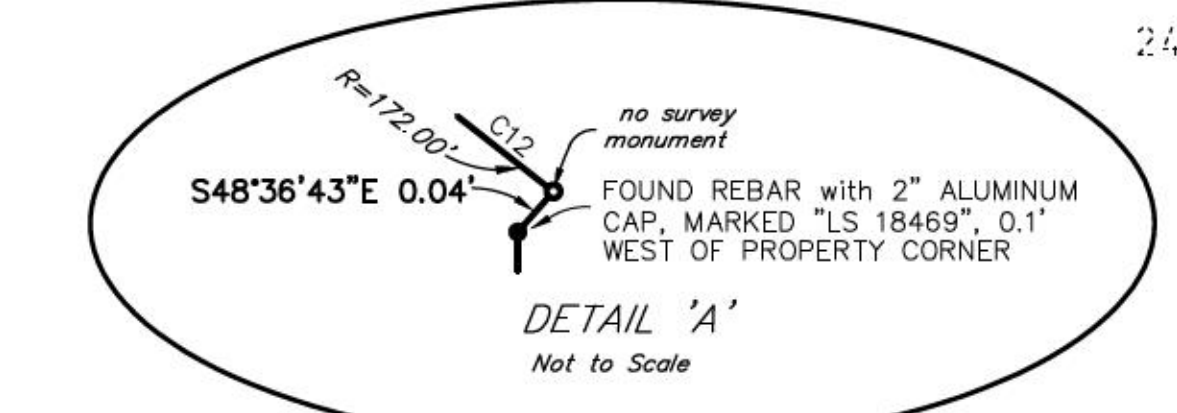 24
R=172.00'
C12
no survey
monument
S48°36'43"E 0.04'
FOUND REBAR with 2" ALUMINUM
CAP, MARKED "LS 18469", 0.1'
WEST OF PROPERTY CORNER
DETAIL 'A'
Not to Scale